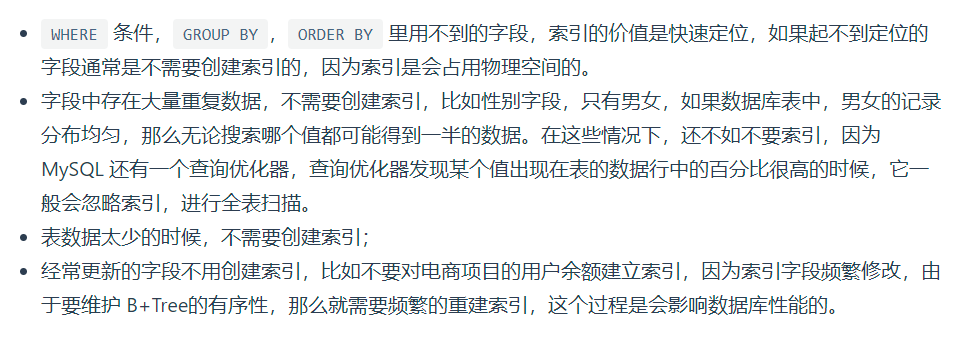 WHERE 条件，GROUP BY，ORDER BY 里用不到的字段，索引的价值是快速定位，如果起不到定位的
字段通常是不需要创建索引的，因为索引是会占用物理空间的。
字段中存在大量重复数据，不需要创建索引，比如性别字段，只有男女，如果数据库表中，男女的记录
分布均匀，那么无论搜索哪个值都可能得到一半的数据。在这些情况下，还不如不要索引，因为
MySQL 还有一个查询优化器，查询优化器发现某个值出现在表的数据行中的百分比很高的时候，它一
般会忽略索引，进行全表扫描。
表数据太少的时候，不需要创建索引；
经常更新的字段不用创建索引，比如不要对电商项目的用户余额建立索引，因为索引字段频繁修改，由
于要维护 B+Tree的有序性，那么就需要频繁的重建索引，这个过程是会影响数据库性能的。